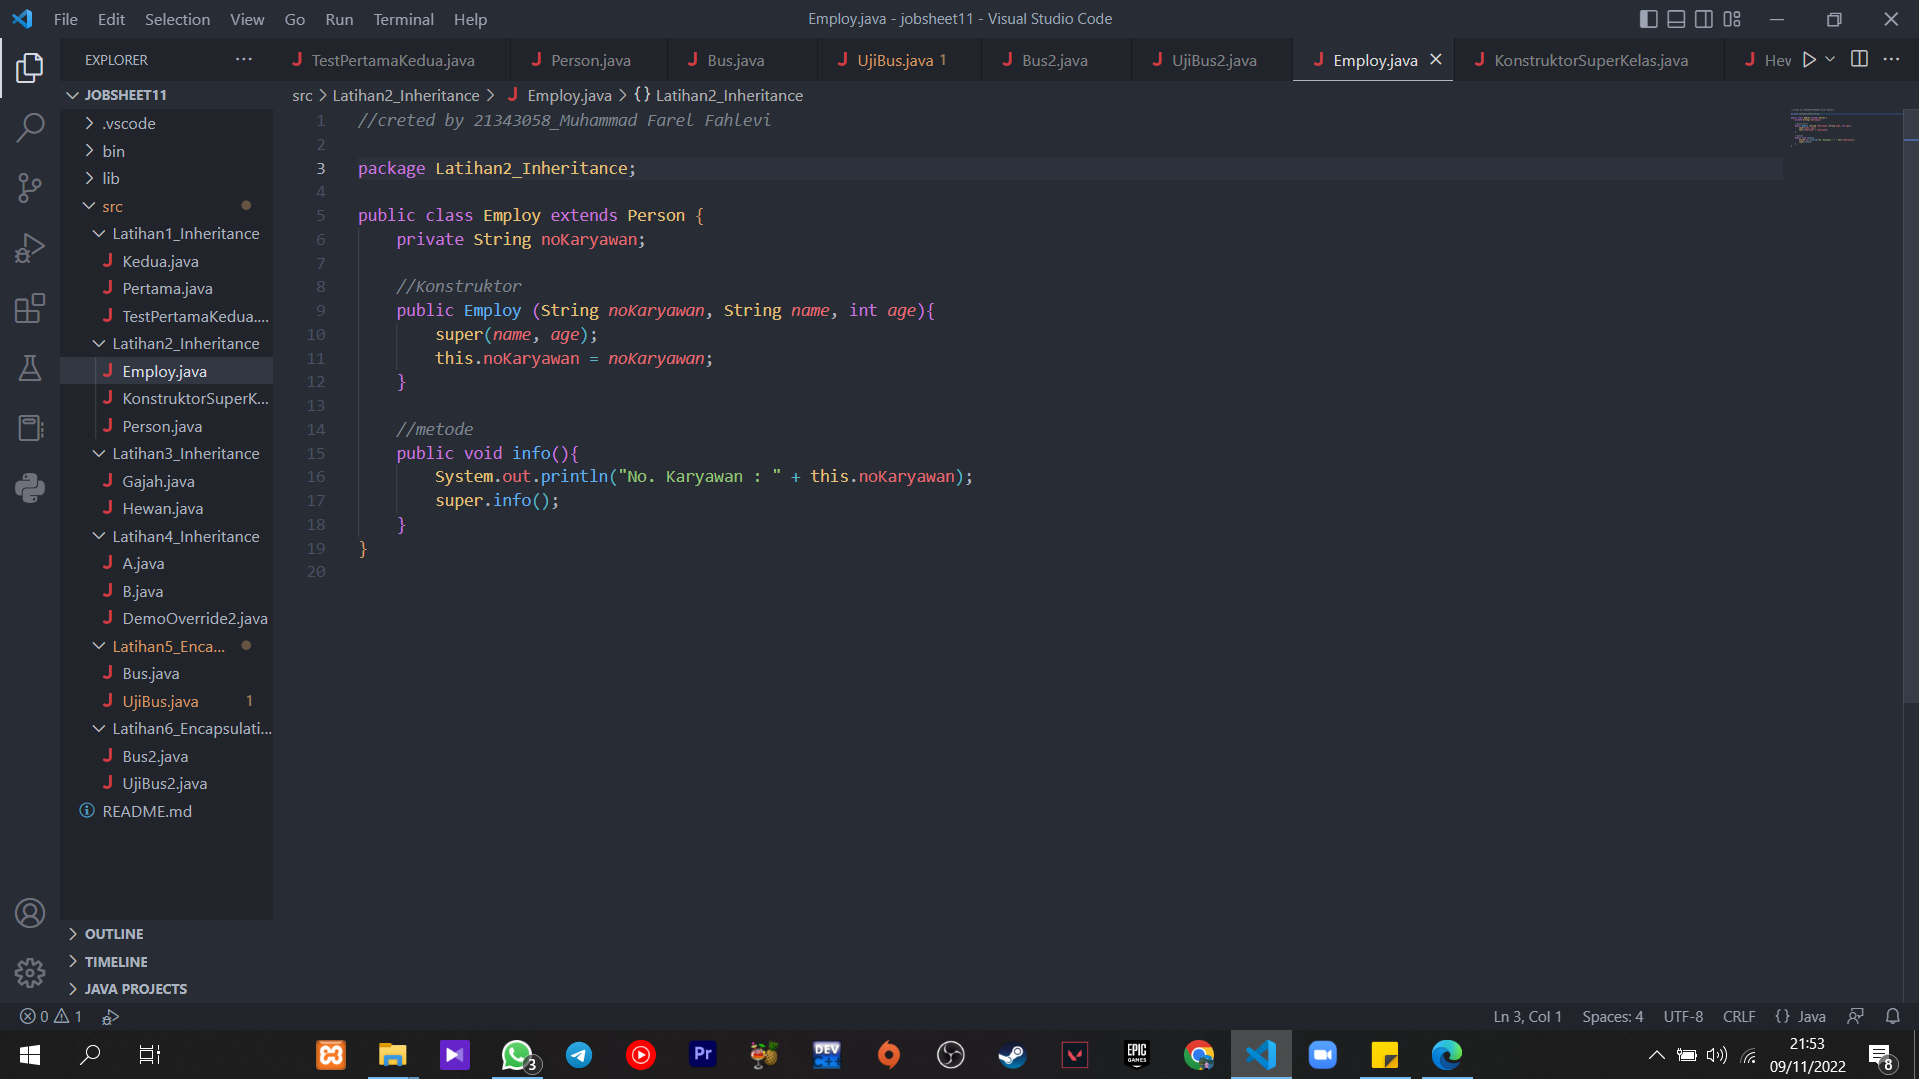 File Edit Selection View Go Run Terminal Help
Employ.java - jobsheet11 - Visual Studio Code
EXPLORER
TestPertamaKedua.java Person.java Bus.java UjiBus.java 1 Bus2.java UjiBus2.java Employ.java KonstruktorSuperKelas.java Hew
JOBSHEET11
.vscode
bin
lib
src
Latihan1_Inheritance
Kedua.java
Pertama.java
TestPertamaKedua....
Latihan2_Inheritance
Employ.java
KonstruktorSuperK...
Person.java
Latihan3_Inheritance
Gajah.java
Hewan.java
Latihan4_Inheritance
A.java
B.java
DemoOverride2.java
Latihan5_Enca...
Bus.java
UjiBus.java 1
Latihan6_Encapsulati...
Bus2.java
UjiBus2.java
README.md
OUTLINE
TIMELINE
JAVA PROJECTS
src > Latihan2_Inheritance > Employ.java > {} Latihan2_Inheritance
1 //creted by 21343058_Muhammad Farel Fahlevi
2
3 package Latihan2_Inheritance;
4
5 public class Employ extends Person {
6 private String noKaryawan;
7
8 //Konstruktor
9 public Employ (String noKaryawan, String name, int age){
10 super(name, age);
11 this.noKaryawan = noKaryawan;
12 }
13
14 //metode
15 public void info(){
16 System.out.println("No. Karyawan : " + this.noKaryawan);
17 super.info();
18 }
19 }
20
0 1
Ln 3, Col 1 Spaces: 4 UTF-8 CRLF {} Java
3
Pr
DEV C++
EPIC GAMES
21:53
09/11/2022
8